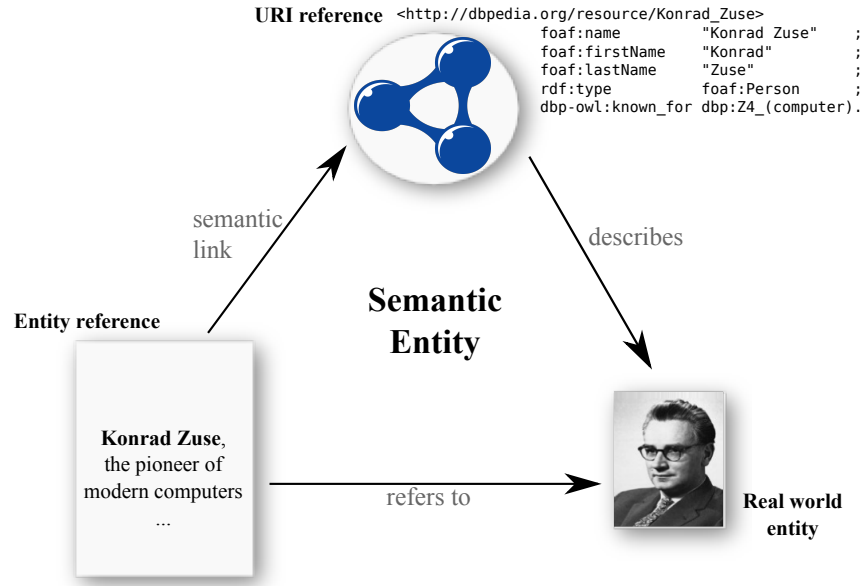 URI reference
<http://dbpedia.org/resource/Konrad_Zuse>
foaf:name "Konrad Zuse" ;
foaf:firstName "Konrad" ;
foaf:lastName "Zuse" ;
rdf:type foaf:Person ;
dbp-owl:known_for dbp:Z4_(computer).
semantic
link
describes
Semantic
Entity
Entity reference
Konrad Zuse,
the pioneer of
modern computers
...
refers to
Real world
entity